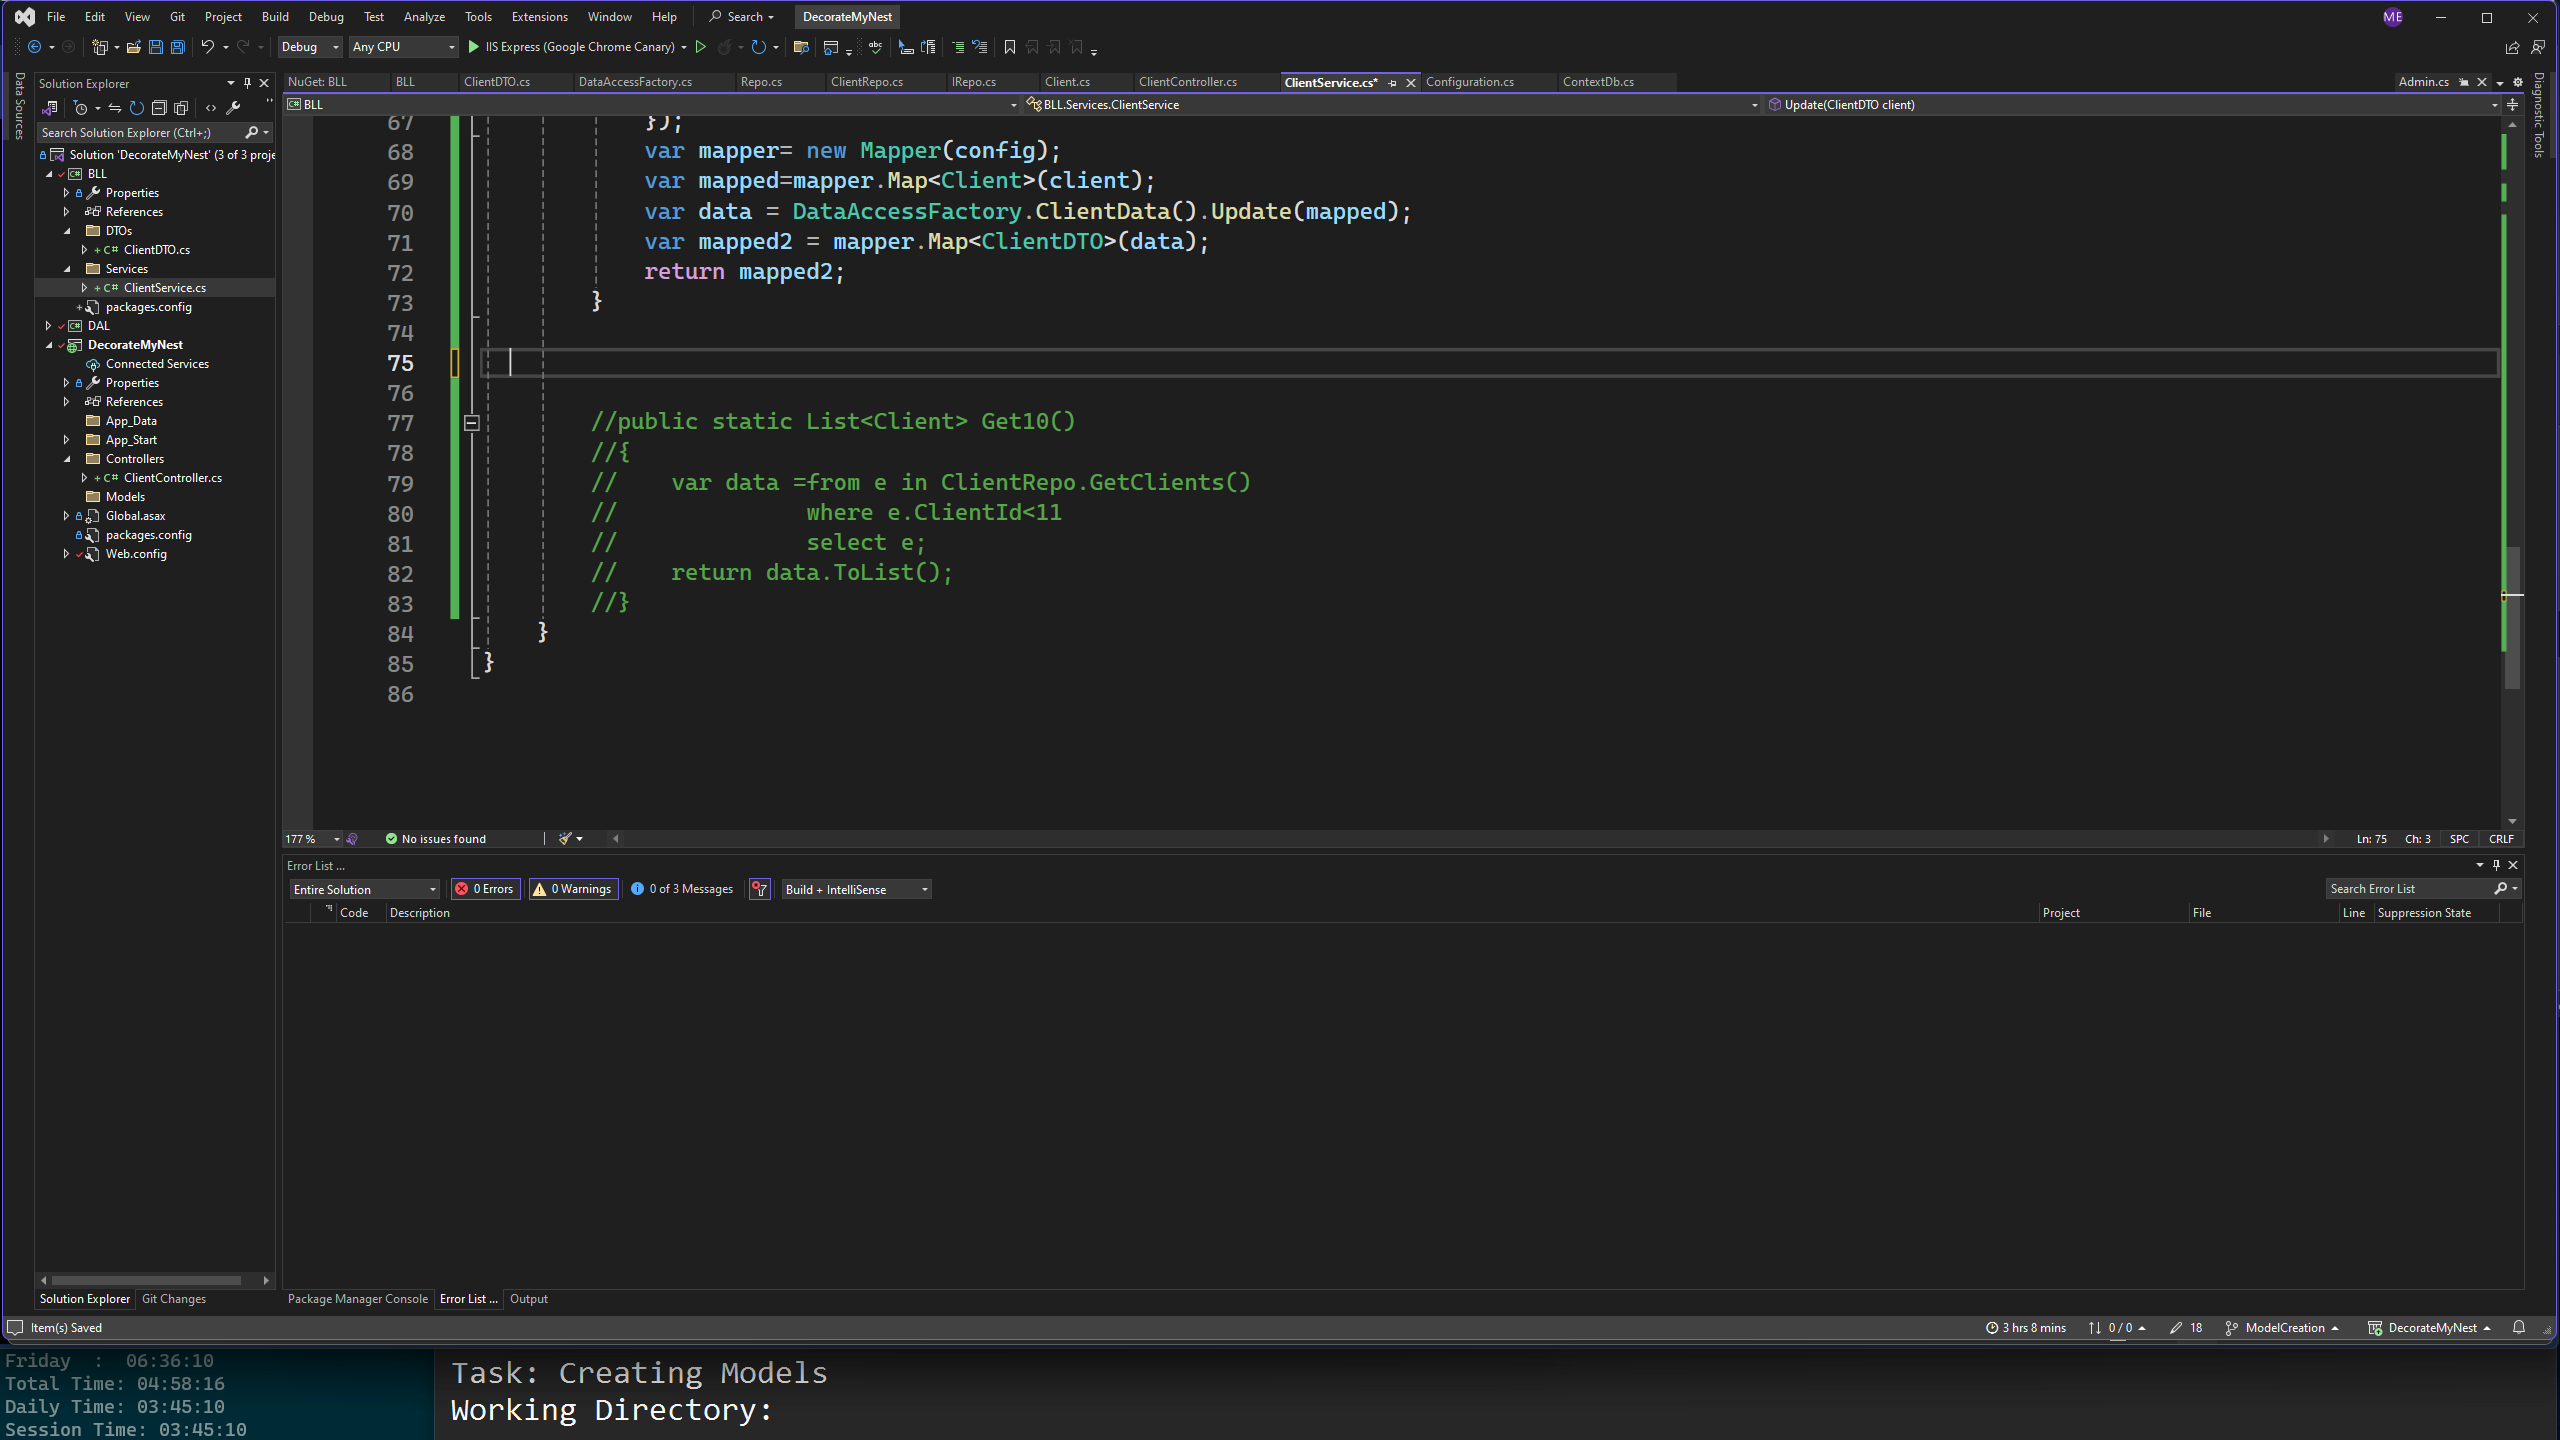 File Edit View Git Project Build Debug Test Analyze Tools Extensions Window Help Search DecorateMyNest ME
Debug Any CPU IIS Express (Google Chrome Canary)
Data Sources
Solution Explorer
Search Solution Explorer (Ctrl+;)
Solution 'DecorateMyNest' (3 of 3 proje
BLL
Properties
References
DTOs
C# ClientDTO.cs
Services
C# ClientService.cs
packages.config
DAL
DecorateMyNest
Connected Services
Properties
References
App_Data
App_Start
Controllers
C# ClientController.cs
Models
Global.asax
packages.config
Web.config
Solution Explorer Git Changes
NuGet: BLL BLL ClientDTO.cs DataAccessFactory.cs Repo.cs ClientRepo.cs IRepo.cs Client.cs ClientController.cs ClientService.cs* Configuration.cs ContextDb.cs Admin.cs
BLL BLL.Services.ClientService Update(ClientDTO client)
67 });
68 var mapper= new Mapper(config);
69 var mapped=mapper.Map<Client>(client);
70 var data = DataAccessFactory.ClientData().Update(mapped);
71 var mapped2 = mapper.Map<ClientDTO>(data);
72 return mapped2;
73 }
74
75
76
77 //public static List<Client> Get10()
78 //{
79 // var data =from e in ClientRepo.GetClients()
80 // where e.ClientId<11
81 // select e;
82 // return data.ToList();
83 //}
84 }
85 }
86
177 % No issues found Ln: 75 Ch: 3 SPC CRLF
Diagnostic Tools
Error List ...
Entire Solution 0 Errors 0 Warnings 0 of 3 Messages Build + IntelliSense Search Error List
Code Description Project File Line Suppression State
Package Manager Console Error List ... Output
Item(s) Saved 3 hrs 8 mins 0 / 0 18 ModelCreation DecorateMyNest
Friday : 06:36:10
Total Time: 04:58:16
Daily Time: 03:45:10
Session Time: 03:45:10
Task: Creating Models
Working Directory: